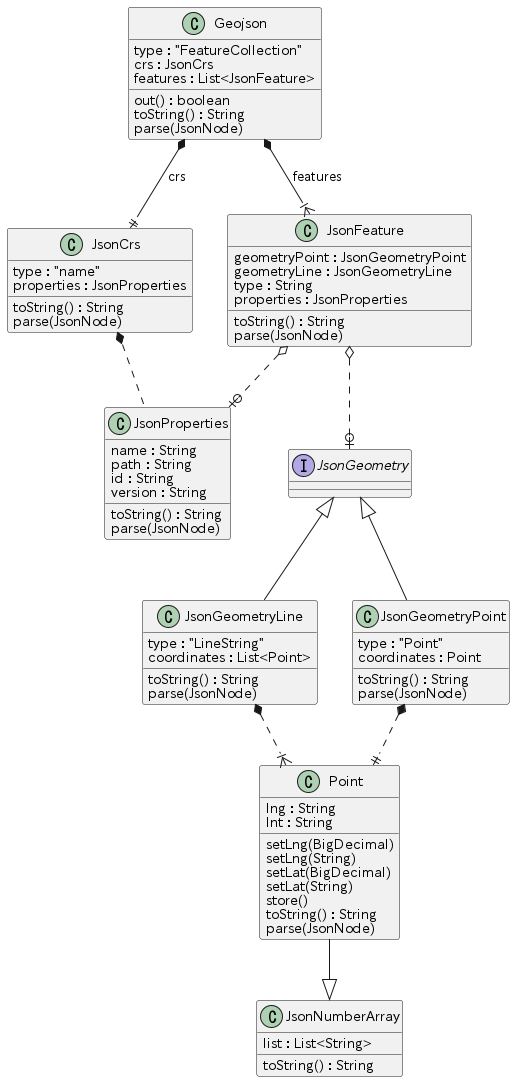 C Geojson
type : "FeatureCollection"
crs : JsonCrs
features : List<JsonFeature>
out() : boolean
toString() : String
parse(JsonNode)
crs
features
C JsonCrs
type : "name"
properties : JsonProperties
toString() : String
parse(JsonNode)
C JsonFeature
geometryPoint : JsonGeometryPoint
geometryLine : JsonGeometryLine
type : String
properties : JsonProperties
toString() : String
parse(JsonNode)
C JsonProperties
name : String
path : String
id : String
version : String
toString() : String
parse(JsonNode)
I JsonGeometry
C JsonGeometryLine
type : "LineString"
coordinates : List<Point>
toString() : String
parse(JsonNode)
C JsonGeometryPoint
type : "Point"
coordinates : Point
toString() : String
parse(JsonNode)
C Point
lng : String
lnt : String
setLng(BigDecimal)
setLng(String)
setLat(BigDecimal)
setLat(String)
store()
toString() : String
parse(JsonNode)
C JsonNumberArray
list : List<String>
toString() : String